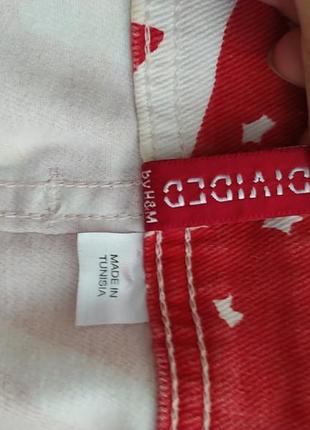 DIVIDED
by H&M
MADE IN
TUNISIA